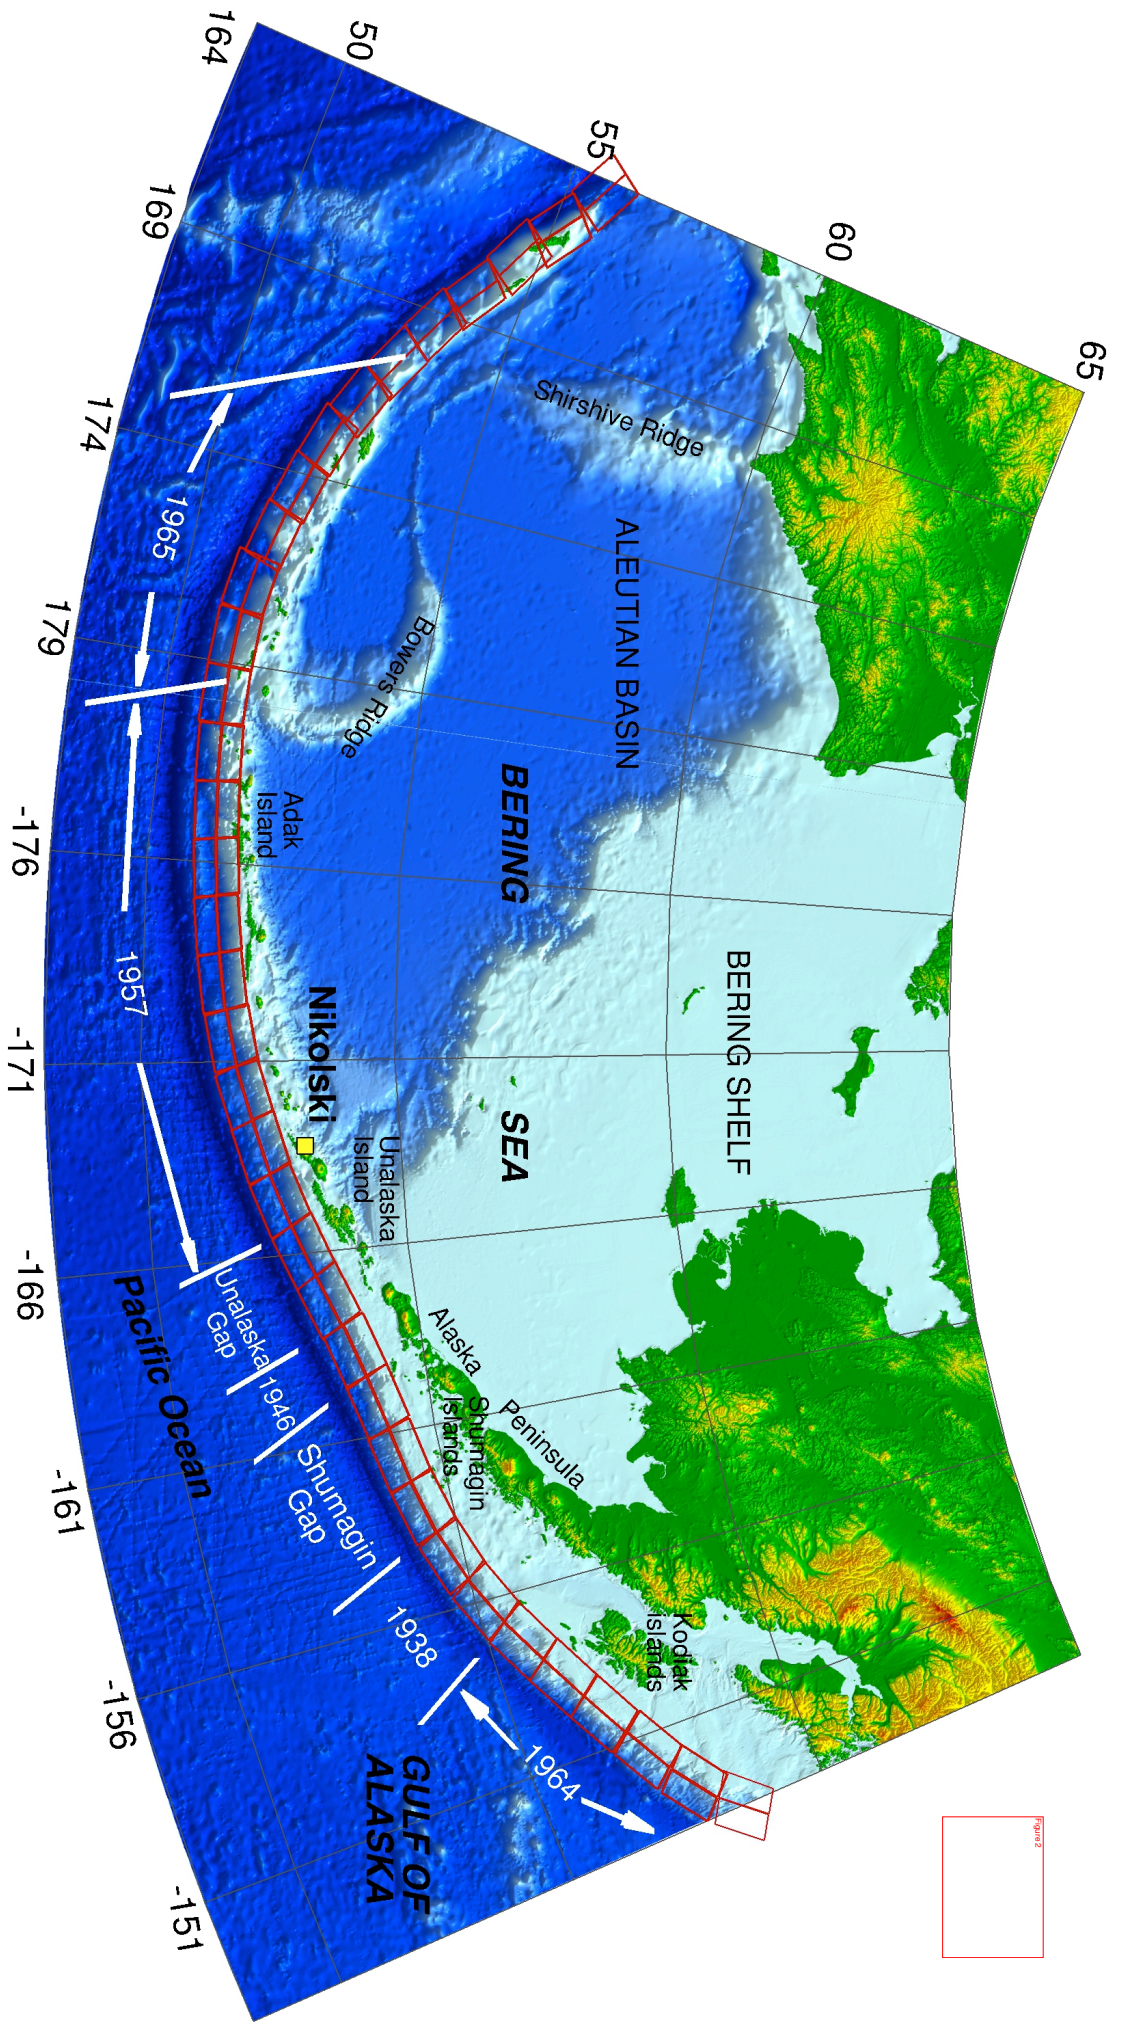 50
55
60
65
164
169
174
179
-176
-171
-166
-161
-156
-151
Shirshive Ridge
ALEUTIAN BASIN
Bowers Ridge
BERING
SEA
BERING SHELF
Adak
Island
Nikolski
Unalaska
Island
Alaska
Peninsula
Shumagin
Islands
Kodiak
islands
1965
1957
Unalaska
Gap
1946
Shumagin
Gap
1938
1964
Pacific Ocean
GULF OF
ALASKA
Figure 2